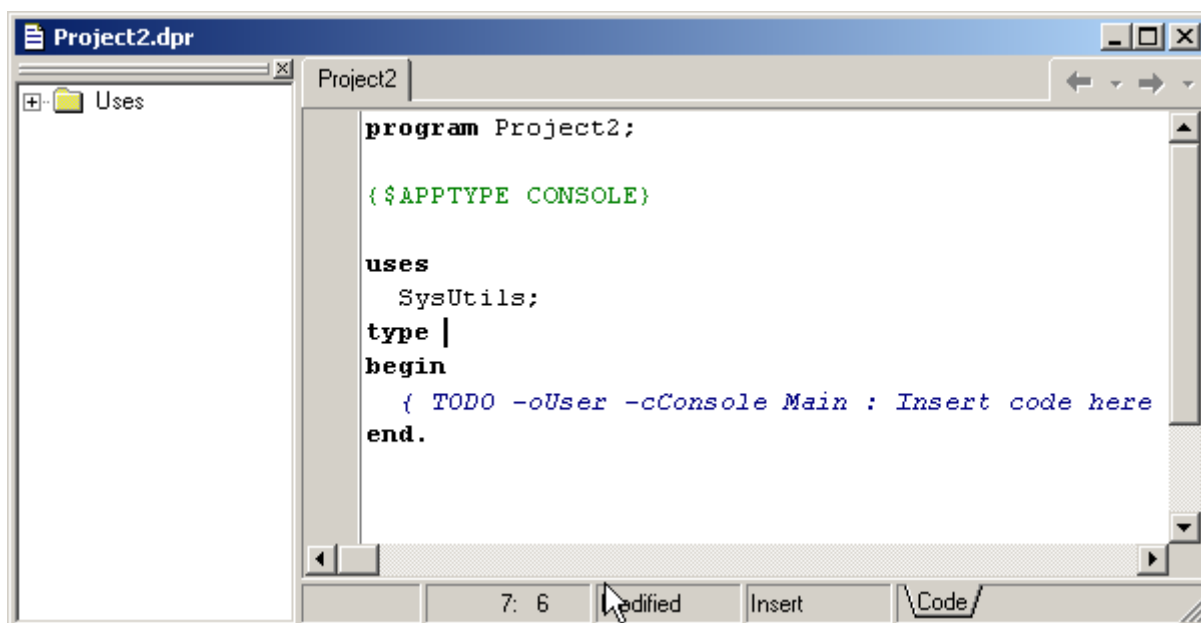 Project2.dpr
Uses
Project2
program Project2;
{$APPTYPE CONSOLE}
uses
SysUtils;
type
begin
{ TODO -oUser -cConsole Main : Insert code here
end.
7: 6
Insert
Code